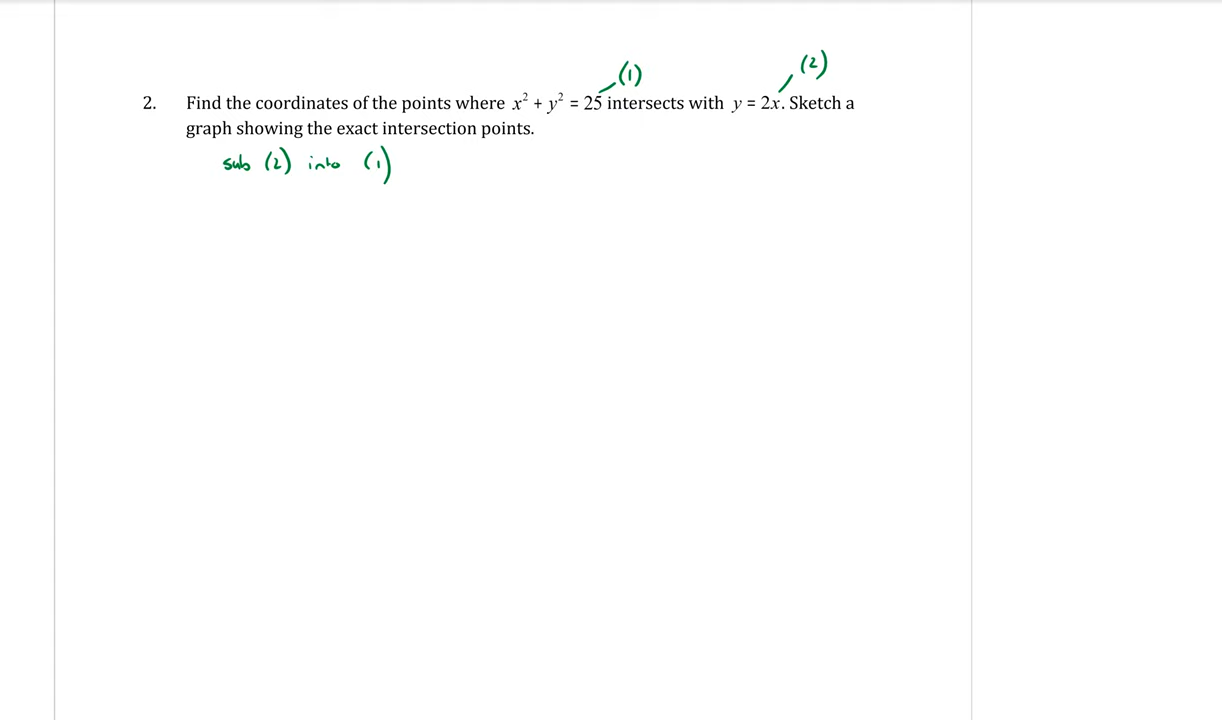 (1) (2)
2. Find the coordinates of the points where x² + y² = 25 intersects with y = 2x. Sketch a
graph showing the exact intersection points.
sub (2) into (1)